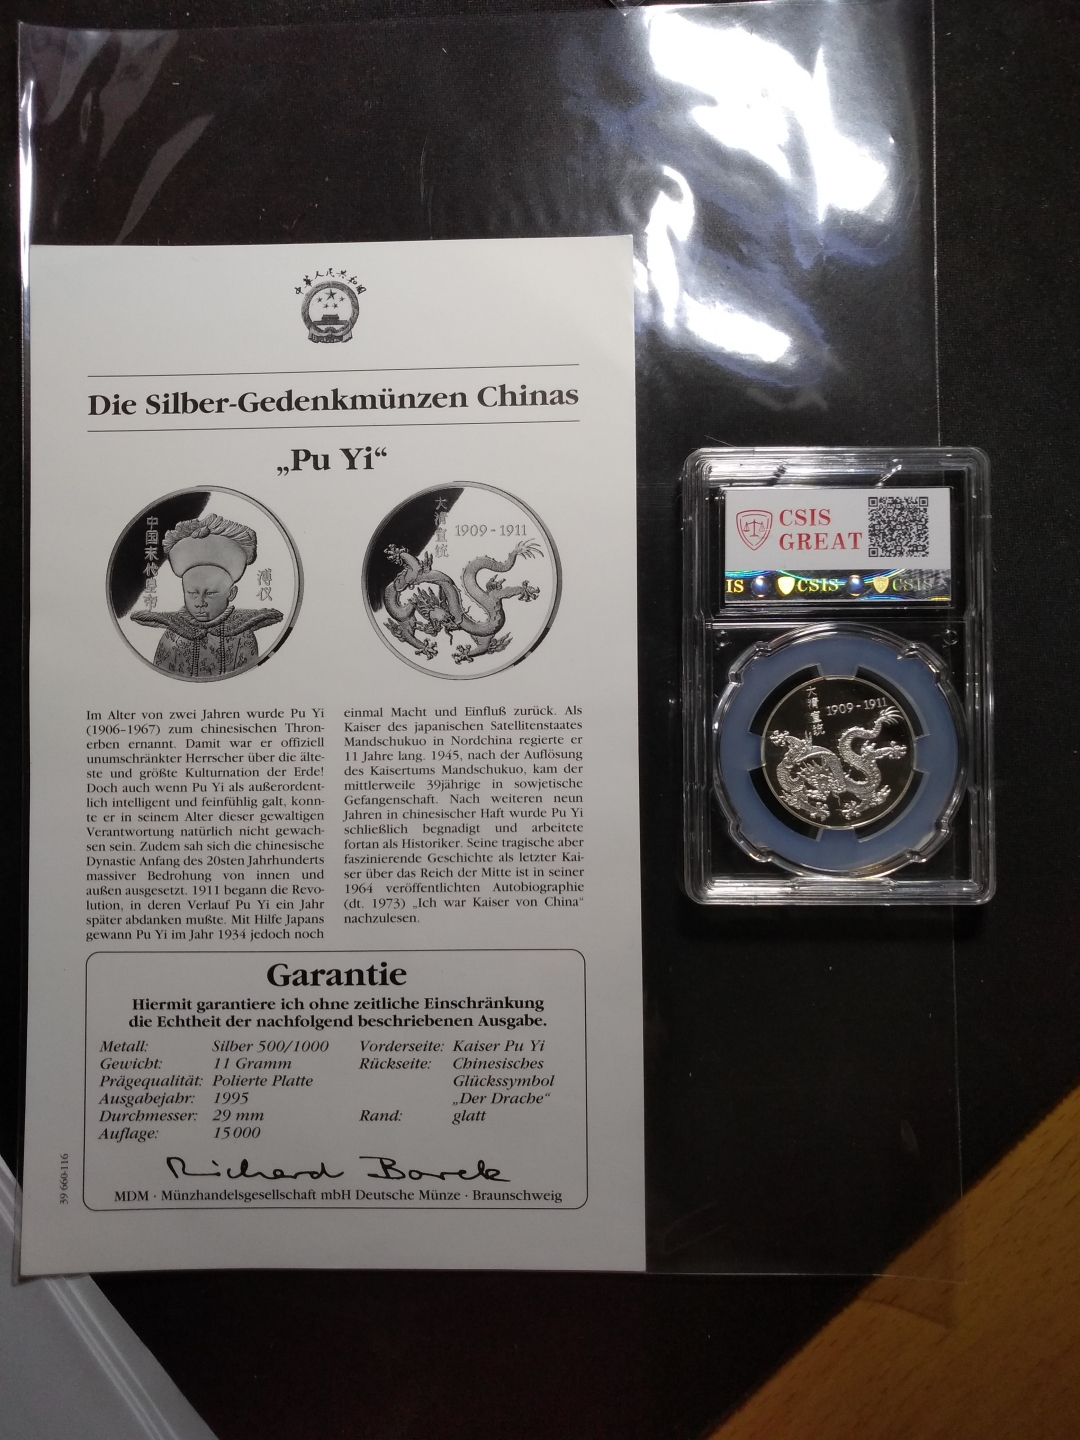 中华人民共和国
Die Silber-Gedenkmünzen Chinas
„Pu Yi“
中国末代皇帝
溥仪
大清宣统
1909 - 1911
Im Alter von zwei Jahren wurde Pu Yi
(1906–1967) zum chinesischen Thron-
erben ernannt. Damit war er offiziell
unumschränkter Herrscher über die älte-
ste und größte Kulturnation der Erde!
Doch auch wenn Pu Yi als außerordent-
lich intelligent und feinfühlig galt, konn-
te er in seinem Alter dieser gewaltigen
Verantwortung natürlich nicht gewach-
sen sein. Zudem sah sich die chinesische
Dynastie Anfang des 20sten Jahrhunderts
massiver Bedrohung von innen und
außen ausgesetzt. 1911 begann die Revo-
lution, in deren Verlauf Pu Yi ein Jahr
später abdanken mußte. Mit Hilfe Japans
gewann Pu Yi im Jahr 1934 jedoch noch
einmal Macht und Einfluß zurück. Als
Kaiser des japanischen Satellitenstaates
Mandschukuo in Nordchina regierte er
11 Jahre lang. 1945, nach der Auflösung
des Kaisertums Mandschukuo, kam der
mittlerweile 39jährige in sowjetische
Gefangenschaft. Nach weiteren neun
Jahren in chinesischer Haft wurde Pu Yi
schließlich begnadigt und arbeitete
fortan als Historiker. Seine tragische aber
faszinierende Geschichte als letzter Kai-
ser über das Reich der Mitte ist in seiner
1964 veröffentlichten Autobiographie
(dt. 1973) „Ich war Kaiser von China“
nachzulesen.
Garantie
Hiermit garantiere ich ohne zeitliche Einschränkung
die Echtheit der nachfolgend beschriebenen Ausgabe.
Metall: Silber 500/1000 Vorderseite: Kaiser Pu Yi
Gewicht: 11 Gramm Rückseite: Chinesisches
Prägequalität: Polierte Platte Glückssymbol
Ausgabejahr: 1995 „Der Drache“
Durchmesser: 29 mm Rand: glatt
Auflage: 15 000
Richard Borek
MDM · Münzhandelsgesellschaft mbH Deutsche Münze · Braunschweig
39 660-116
CSIS
GREAT
IS CSIS CSIS
大清宣统
1909 - 1911